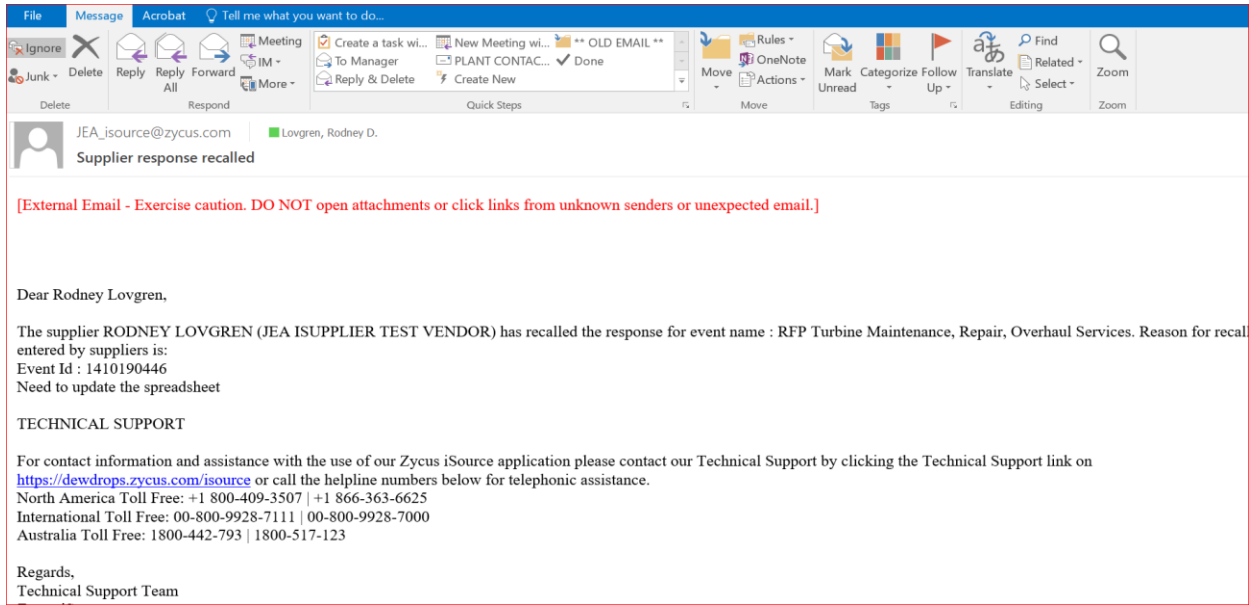 File Message Acrobat Tell me what you want to do...
Ignore
Junk
Delete
Reply
Reply All
Forward
Meeting
IM
More
Create a task wi...
To Manager
Reply & Delete
New Meeting wi...
PLANT CONTAC...
Create New
** OLD EMAIL **
Done
Move
Rules
OneNote
Actions
Mark Unread
Categorize
Follow Up
Translate
Find
Related
Select
Zoom
Delete Respond Quick Steps Move Tags Editing Zoom
JEA_isource@zycus.com Lovgren, Rodney D.
Supplier response recalled
[External Email - Exercise caution. DO NOT open attachments or click links from unknown senders or unexpected email.]
Dear Rodney Lovgren,
The supplier RODNEY LOVGREN (JEA ISUPPLIER TEST VENDOR) has recalled the response for event name : RFP Turbine Maintenance, Repair, Overhaul Services. Reason for recall
entered by suppliers is:
Event Id : 1410190446
Need to update the spreadsheet
TECHNICAL SUPPORT
For contact information and assistance with the use of our Zycus iSource application please contact our Technical Support by clicking the Technical Support link on
https://dewdrops.zycus.com/isource or call the helpline numbers below for telephonic assistance.
North America Toll Free: +1 800-409-3507 | +1 866-363-6625
International Toll Free: 00-800-9928-7111 | 00-800-9928-7000
Australia Toll Free: 1800-442-793 | 1800-517-123
Regards,
Technical Support Team